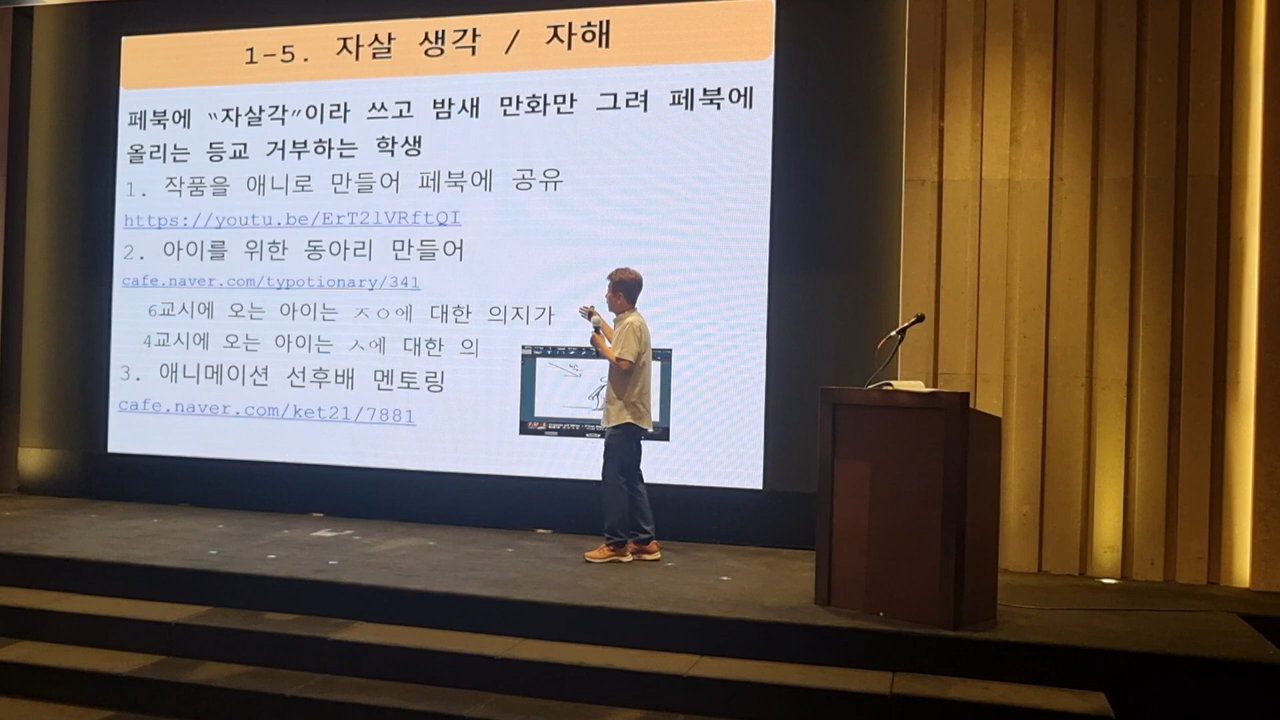 1-5. 자살 생각 / 자해
페북에 “자살각”이라 쓰고 밤새 만화만 그려 페북에
올리는 등교 거부하는 학생
1. 작품을 애니로 만들어 페북에 공유
https://youtu.be/ErT2lVRftQI
2. 아이를 위한 동아리 만들어
cafe.naver.com/typotionary/341
6교시에 오는 아이는 ㅈㅇ에 대한 의지가
4교시에 오는 아이는 ㅅ에 대한 의
3. 애니메이션 선후배 멘토링
cafe.naver.com/ket21/7881